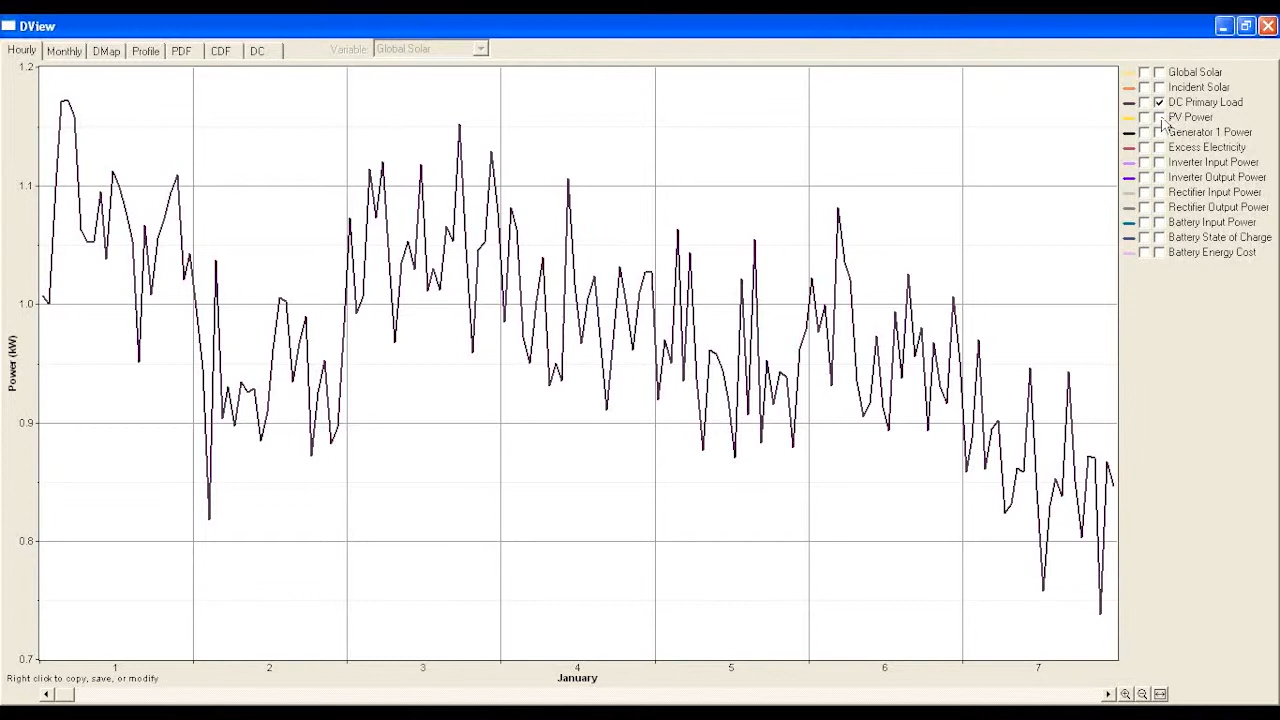 DView
Hourly Monthly DMap Profile PDF CDF DC Variable: Global Solar
1.2
1.1
1.0
0.9
0.8
0.7
Power (kW)
Global Solar
Incident Solar
DC Primary Load
PV Power
Generator 1 Power
Excess Electricity
Inverter Input Power
Inverter Output Power
Rectifier Input Power
Rectifier Output Power
Battery Input Power
Battery State of Charge
Battery Energy Cost
1 2 3 4 5 6 7
Right click to copy, save, or modify
January